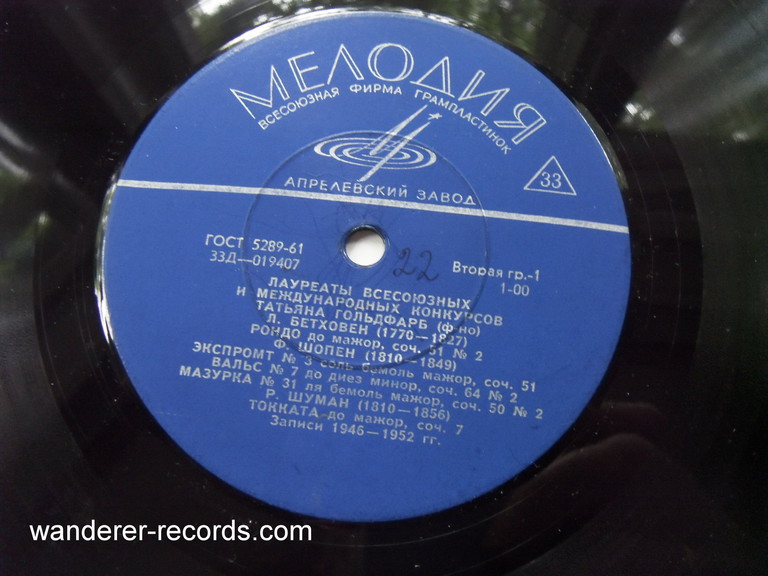 МЕЛОДИЯ
ВСЕСОЮЗНАЯ ФИРМА ГРАМПЛАСТИНОК
33
АПРЕЛЕВСКИЙ ЗАВОД
ГОСТ 5289-61
33Д—019407
22
Вторая гр.-1
1-00
ЛАУРЕАТЫ ВСЕСОЮЗНЫХ
И МЕЖДУНАРОДНЫХ КОНКУРСОВ
ТАТЬЯНА ГОЛЬДФАРБ (ф-но)
Л. БЕТХОВЕН (1770—1827)
РОНДО до мажор, соч. 51 № 2
Ф. ШОПЕН (1810—1849)
ЭКСПРОМТ № 3 соль бемоль мажор, соч. 51
ВАЛЬС № 7 до диез минор, соч. 64 № 2
МАЗУРКА № 31 ля бемоль мажор, соч. 50 № 2
Р. ШУМАН (1810—1856)
ТОККАТА до мажор, соч. 7
Записи 1946—1952 гг.
wanderer-records.com